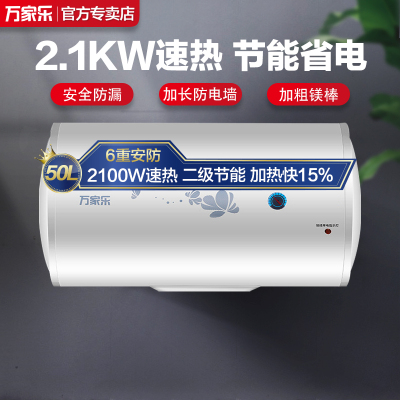 万家乐 官方专卖店
2.1KW速热 节能省电
安全防漏 加长防电墙 加粗镁棒
6重安防
50L
2100W速热 二级节能 加热快15%
万家乐